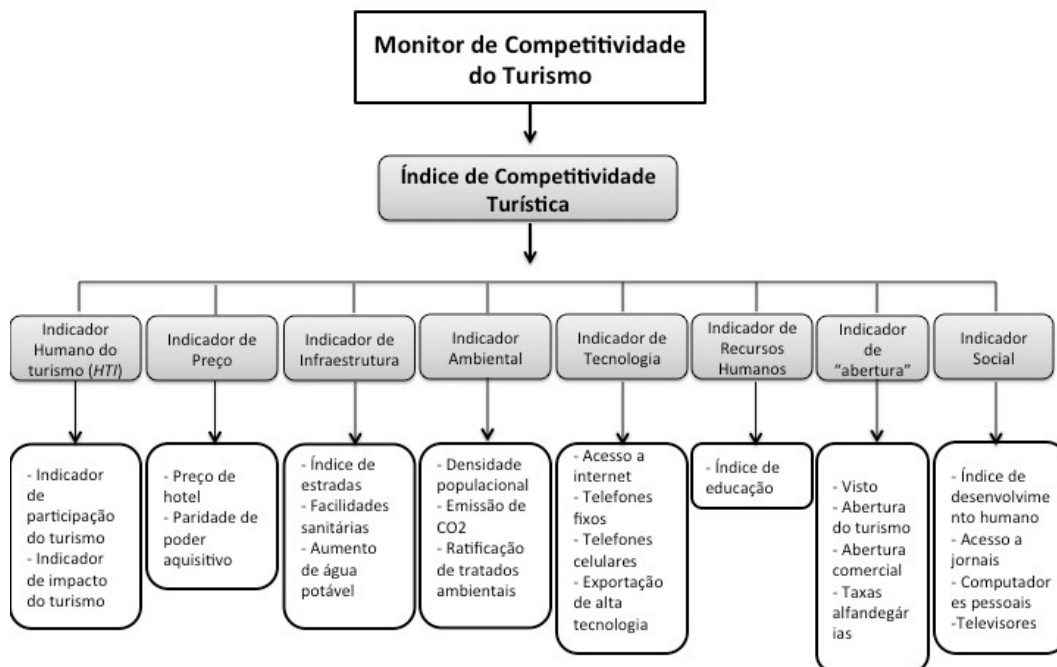 Monitor de Competitividade
do Turismo
Índice de Competitividade
Turística
Indicador
Humano do
turismo (HTI)
Indicador de
Preço
Indicador de
Infraestrutura
Indicador
Ambiental
Indicador de
Tecnologia
Indicador de
Recursos
Humanos
Indicador
de
"abertura"
Indicador
Social
- Indicador
de
participação
do turismo
- Indicador
de impacto
do turismo
- Preço de
hotel
- Paridade de
poder
aquisitivo
- Índice de
estradas
- Facilidades
sanitárias
- Aumento
de água
potável
- Densidade
populacional
- Emissão de
CO2
- Ratificação
de tratados
ambientais
- Acesso a
internet
- Telefones
fixos
- Telefones
celulares
- Exportação
de alta
tecnologia
- Índice de
educação
- Visto
- Abertura
do turismo
- Abertura
comercial
- Taxas
alfandegár
ias
- Índice de
desenvolvime
nto humano
- Acesso a
jornais
- Computador
es pessoais
-Televisores